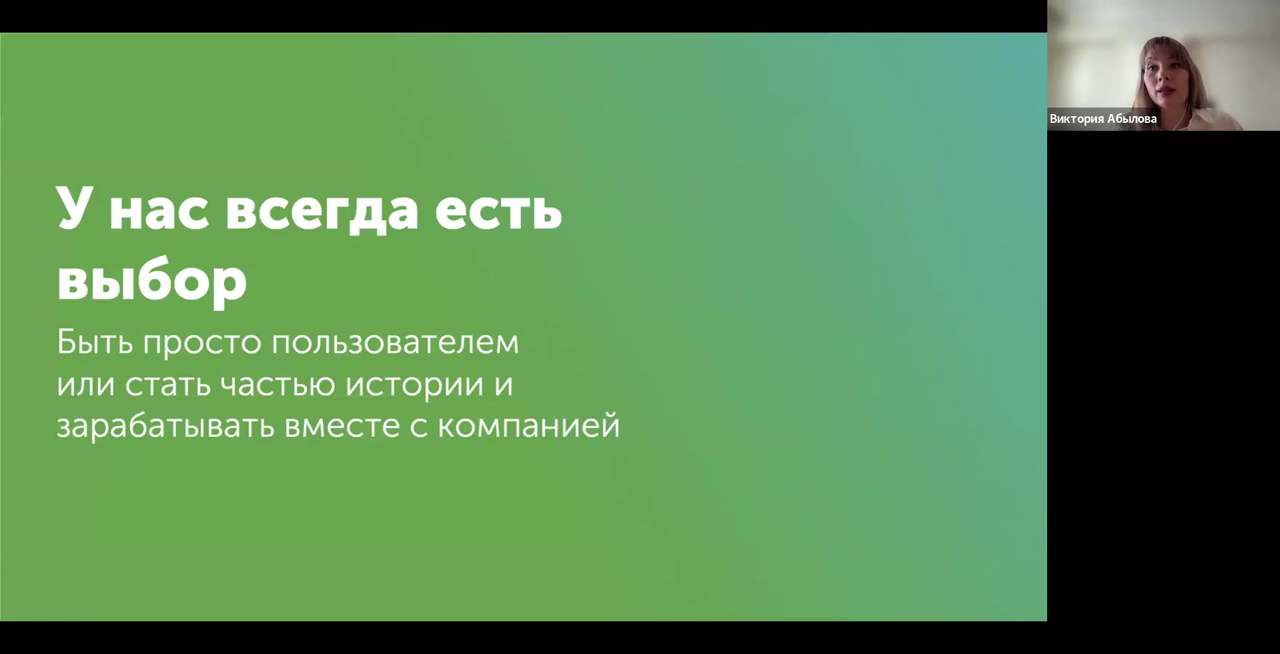 У нас всегда есть
выбор
Быть просто пользователем
или стать частью истории и
зарабатывать вместе с компанией
Виктория Абылова